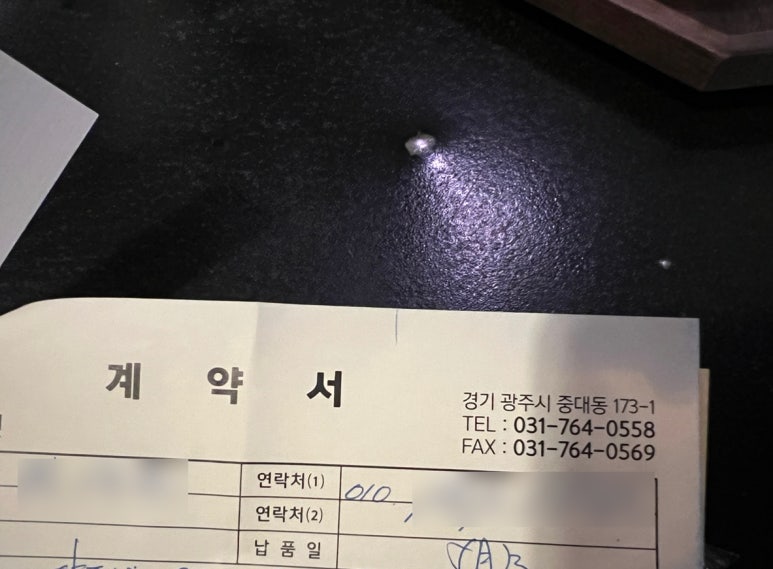 계 약 서
경기 광주시 중대동 173-1
TEL : 031-764-0558
FAX : 031-764-0569
연락처(1) 010
연락처(2)
납 품 일